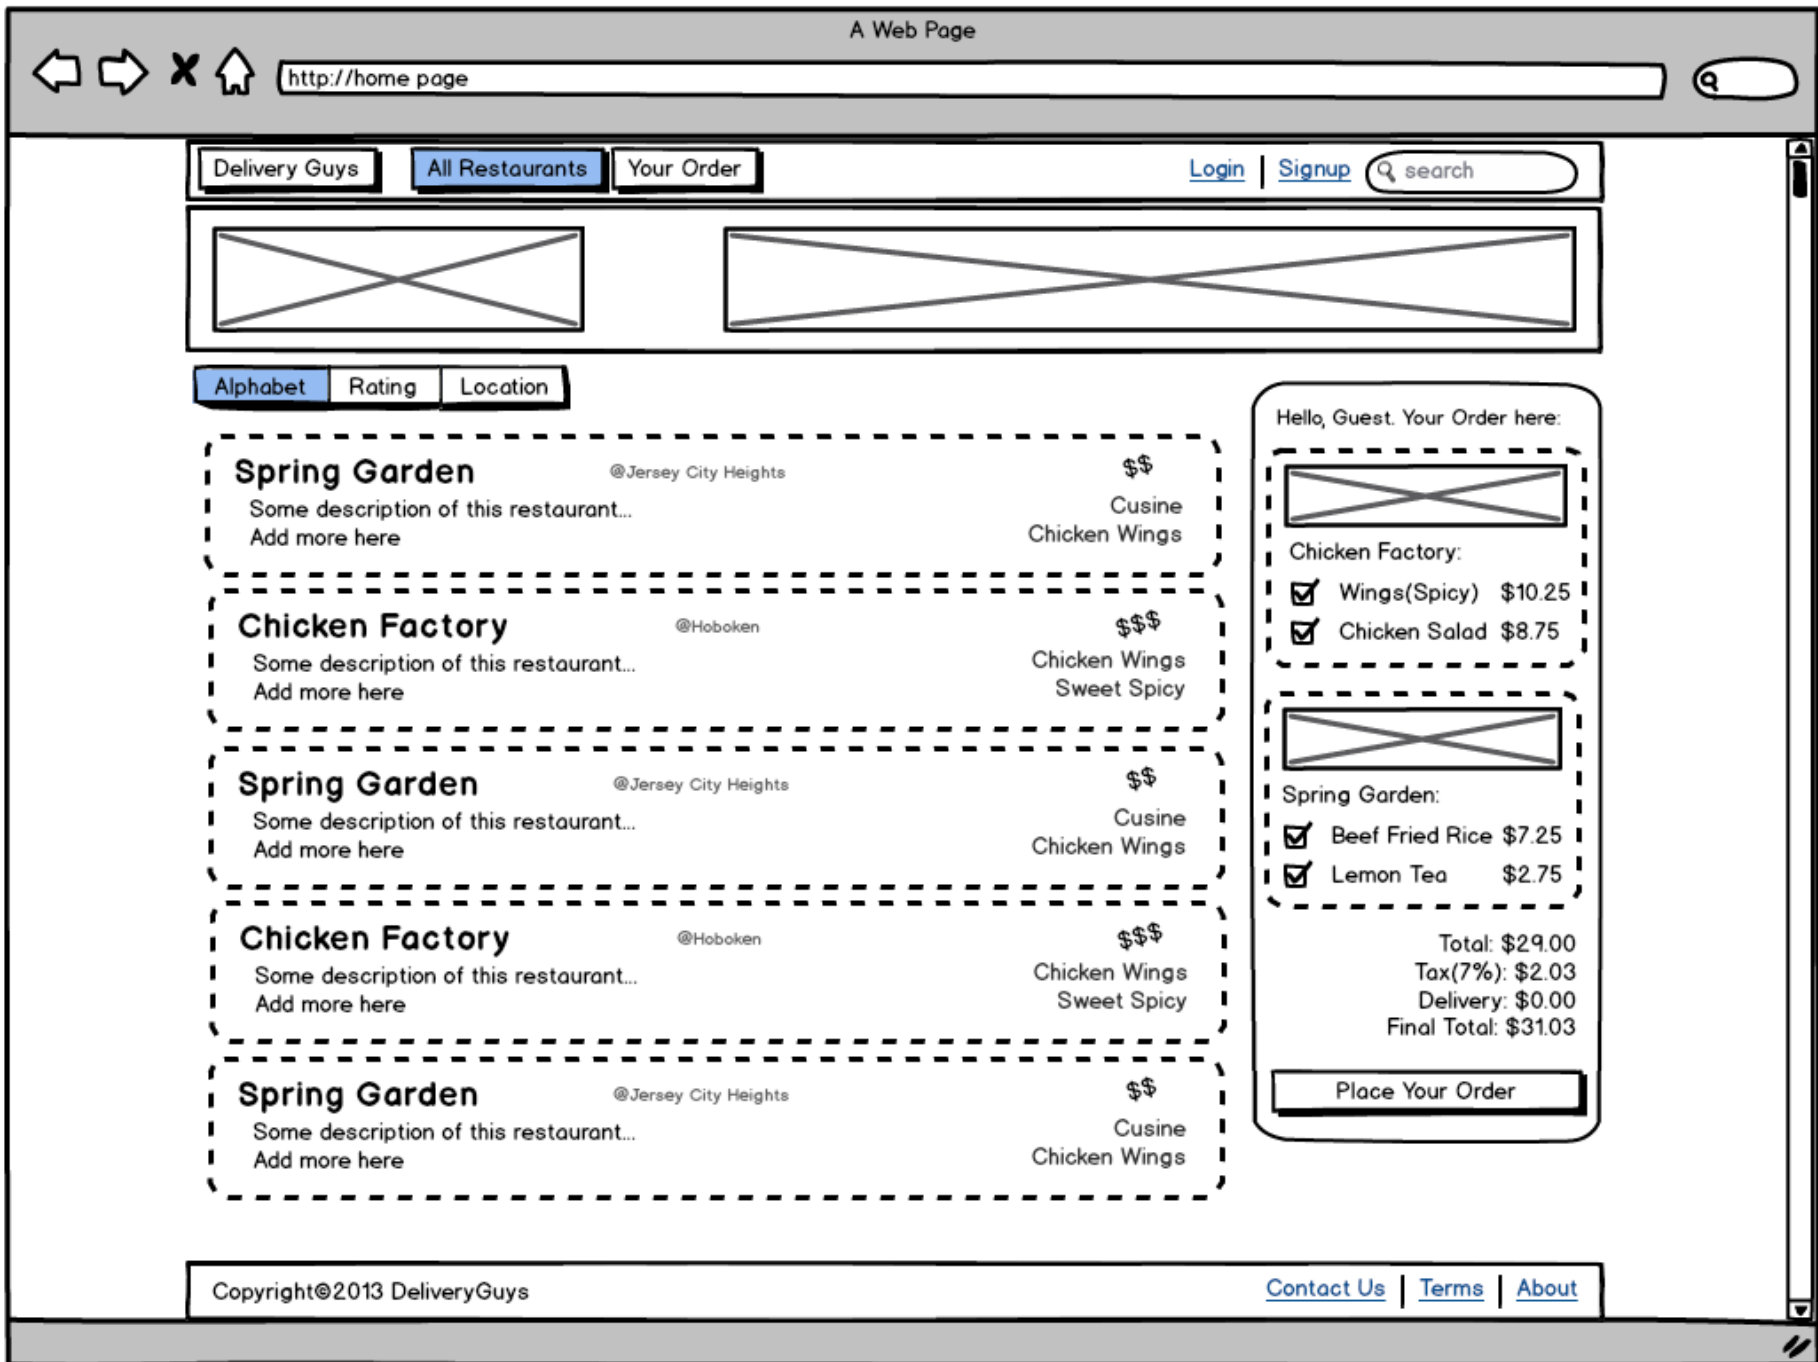 A Web Page
http://home page
Delivery Guys All Restaurants Your Order Login Signup search
Alphabet Rating Location
Spring Garden @Jersey City Heights $$
Some description of this restaurant... Cusine
Add more here Chicken Wings
Chicken Factory @Hoboken $$$
Some description of this restaurant... Chicken Wings
Add more here Sweet Spicy
Spring Garden @Jersey City Heights $$
Some description of this restaurant... Cusine
Add more here Chicken Wings
Chicken Factory @Hoboken $$$
Some description of this restaurant... Chicken Wings
Add more here Sweet Spicy
Spring Garden @Jersey City Heights $$
Some description of this restaurant... Cusine
Add more here Chicken Wings
Hello, Guest. Your Order here:
Chicken Factory:
Wings(Spicy) $10.25
Chicken Salad $8.75
Spring Garden:
Beef Fried Rice $7.25
Lemon Tea $2.75
Total: $29.00
Tax(7%): $2.03
Delivery: $0.00
Final Total: $31.03
Place Your Order
Copyright©2013 DeliveryGuys Contact Us Terms About